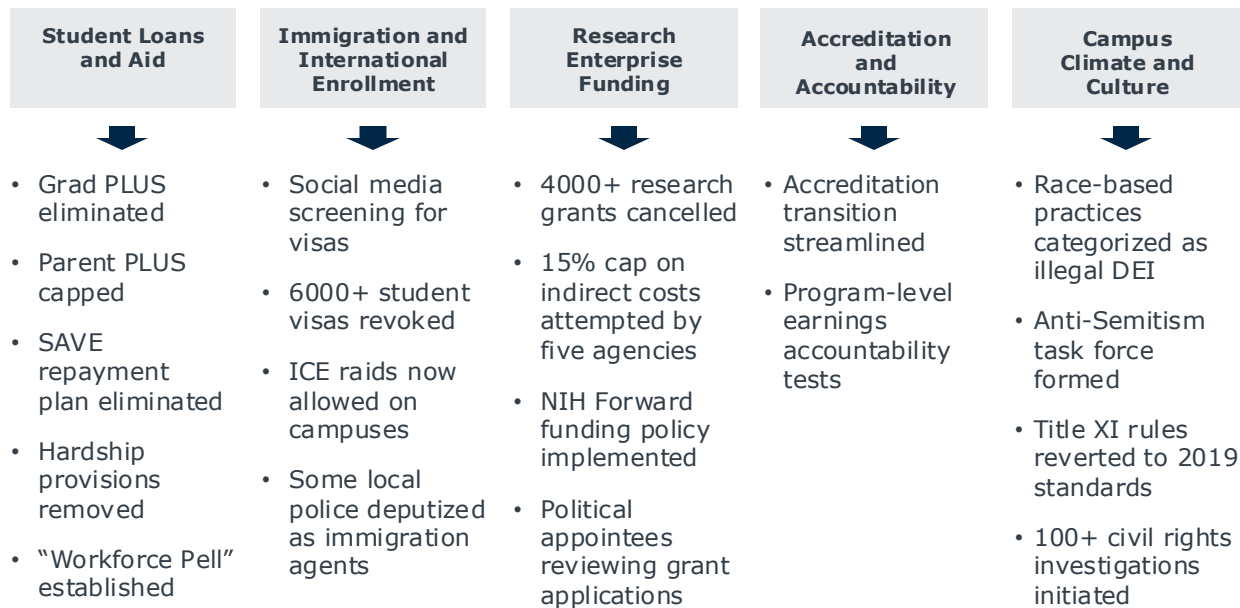 Student Loans
and Aid
• Grad PLUS
eliminated
• Parent PLUS
capped
• SAVE
repayment
plan eliminated
• Hardship
provisions
removed
• “Workforce Pell”
established
Immigration and
International
Enrollment
• Social media
screening for
visas
• 6000+ student
visas revoked
• ICE raids now
allowed on
campuses
• Some local
police deputized
as immigration
agents
Research
Enterprise
Funding
• 4000+ research
grants cancelled
• 15% cap on
indirect costs
attempted by
five agencies
• NIH Forward
funding policy
implemented
• Political
appointees
reviewing grant
applications
Accreditation
and
Accountability
• Accreditation
transition
streamlined
• Program-level
earnings
accountability
tests
Campus
Climate and
Culture
• Race-based
practices
categorized as
illegal DEI
• Anti-Semitism
task force
formed
• Title XI rules
reverted to 2019
standards
• 100+ civil rights
investigations
initiated